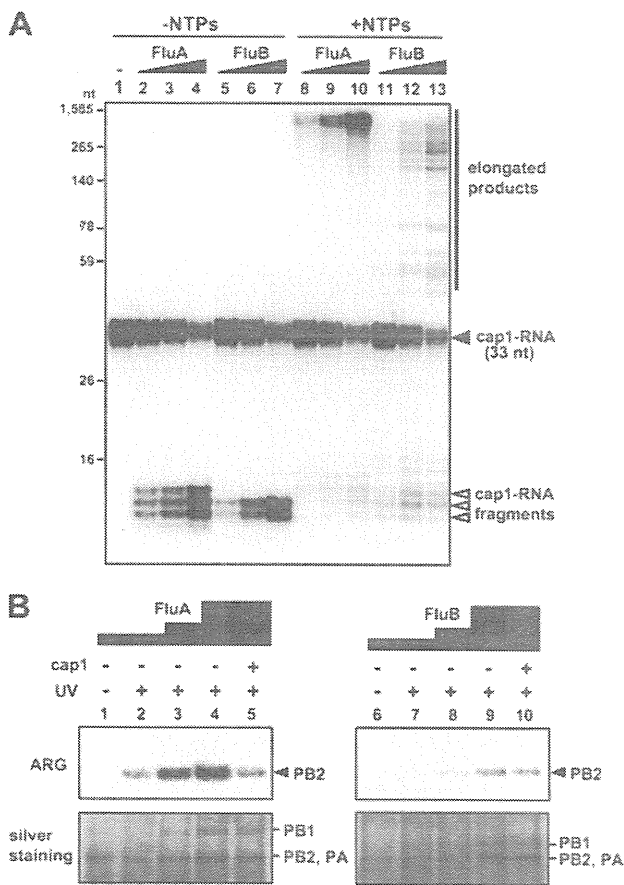 A
-NTPs +NTPs
FluA FluB FluA FluB
-
nt 1 2 3 4 5 6 7 8 9 10 11 12 13
1,585
265
140
78
59
26
16
elongated
products
cap1-RNA
(33 nt)
cap1-RNA
fragments
B
FluA FluB
cap1 - - - - + - - - - +
UV - + + + + - + + + +
1 2 3 4 5 6 7 8 9 10
ARG PB2 PB2
silver
staining
PB1 PB1
PB2, PA PB2, PA